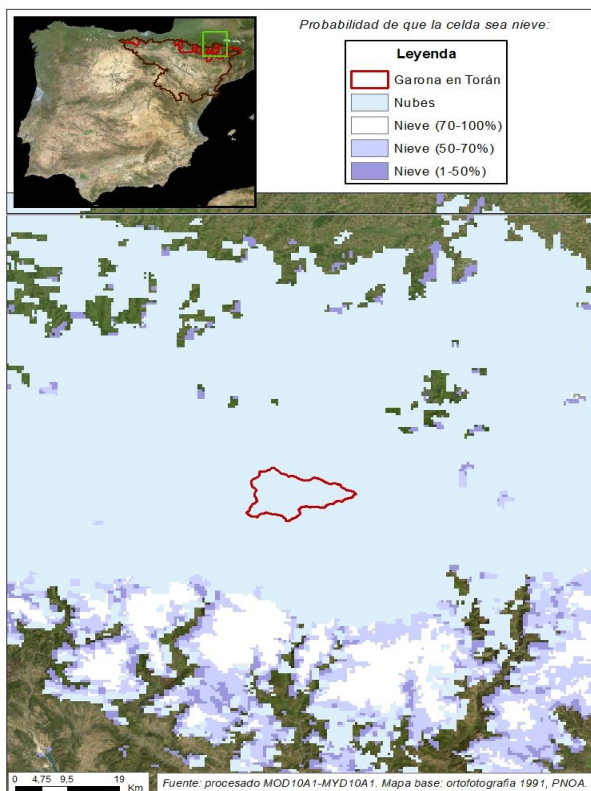 Probabilidad de que la celda sea nieve:
Leyenda
Garona en Torán
Nubes
Nieve (70-100%)
Nieve (50-70%)
Nieve (1-50%)
0 4,75 9,5 19
Km
Fuente: procesado MOD10A1-MYD10A1. Mapa base: ortofotografia 1991, PNOA.